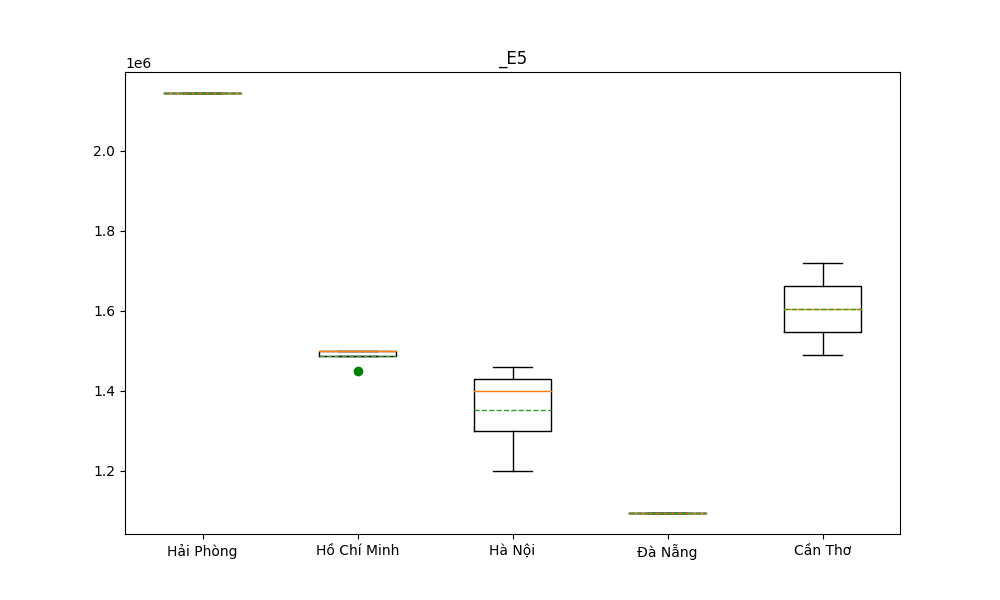 _E5
1e6
2.0
1.8
1.6
1.4
1.2
Hải Phòng Hồ Chí Minh Hà Nội Đà Nẵng Cần Thơ